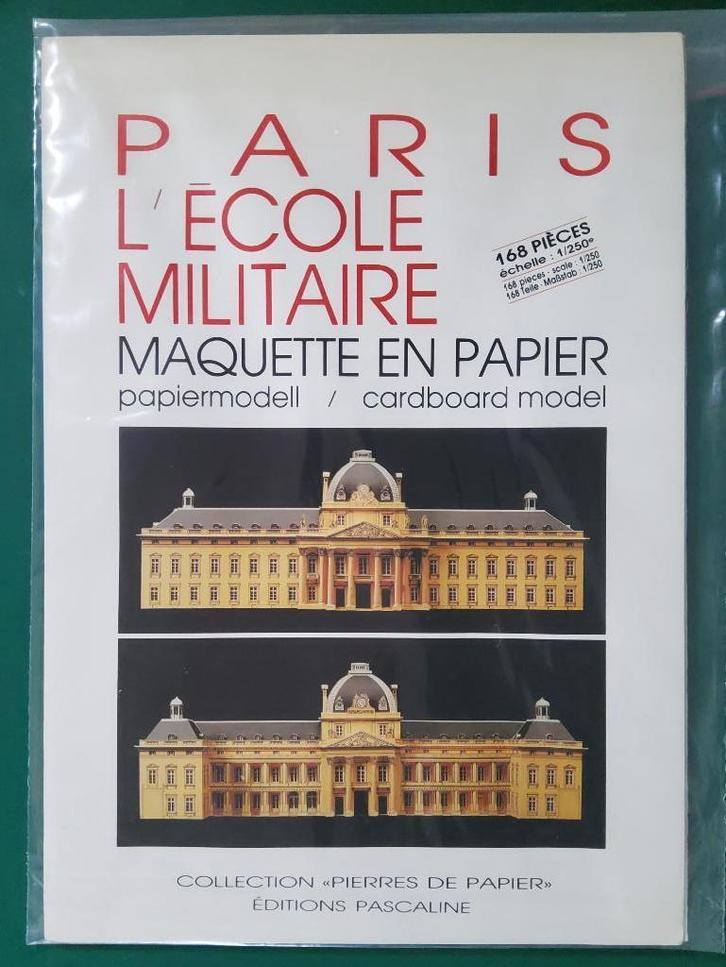 PARIS
L'ÉCOLE
MILITAIRE
168 PIÈCES
échelle : 1/250e
168 pieces - scale : 1/250
168 Teile - Maßstab : 1/250
MAQUETTE EN PAPIER
papiermodell / cardboard model
COLLECTION «PIERRES DE PAPIER»
ÉDITIONS PASCALINE